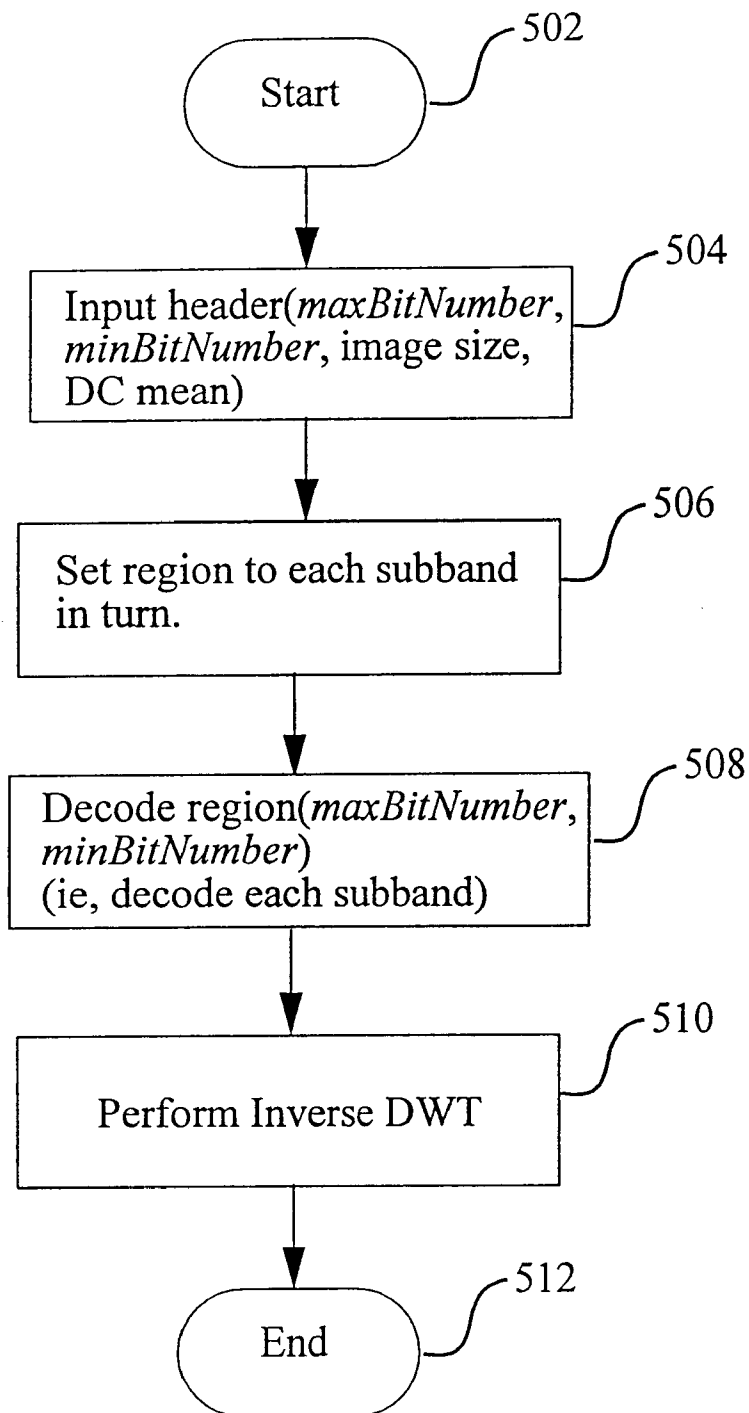 502
Start
504
Input header(maxBitNumber,
minBitNumber, image size,
DC mean)
506
Set region to each subband
in turn.
508
Decode region(maxBitNumber,
minBitNumber)
(ie, decode each subband)
510
Perform Inverse DWT
512
End